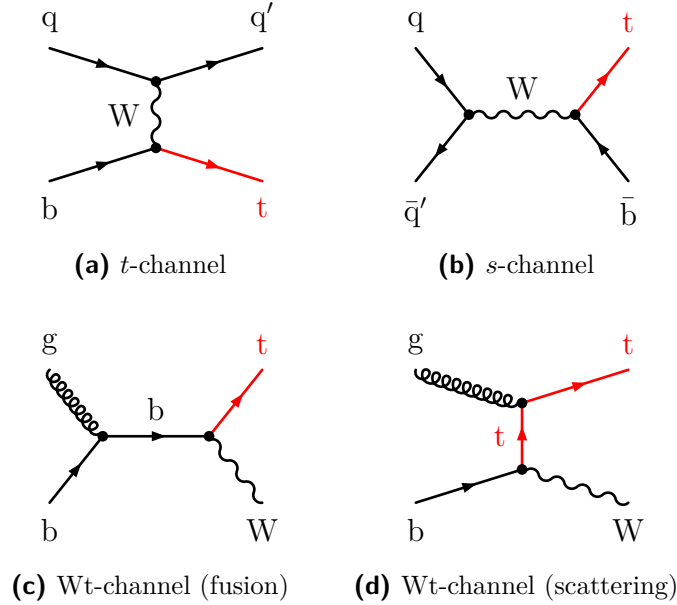 q q′ q t
W W
b t q̄′ b̄
(a) t-channel (b) s-channel
g t g t
b t
b W b W
(c) Wt-channel (fusion) (d) Wt-channel (scattering)